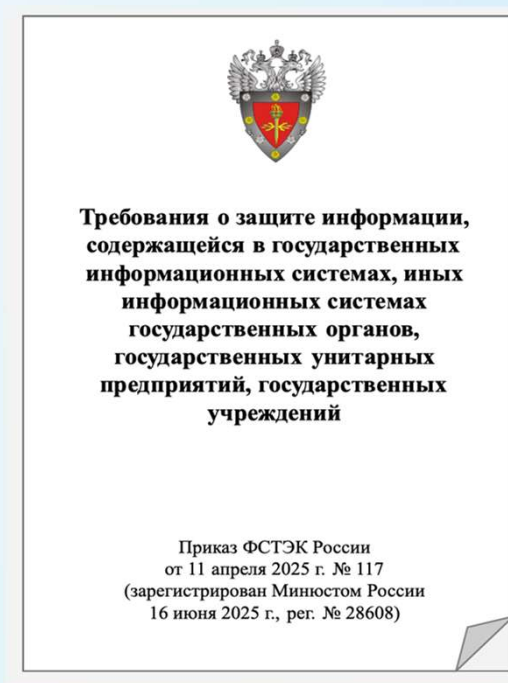 Требования о защите информации,
содержащейся в государственных
информационных системах, иных
информационных системах
государственных органов,
государственных унитарных
предприятий, государственных
учреждений
Приказ ФСТЭК России
от 11 апреля 2025 г. № 117
(зарегистрирован Минюстом России
16 июня 2025 г., рег. № 28608)